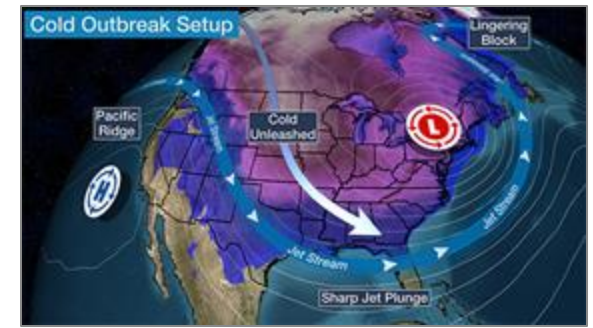 Cold Outbreak Setup
Lingering
Block
Pacific
Ridge
Jet Stream
Cold
Unleashed
L
H
Jet Stream
Jet Stream
Sharp Jet Plunge